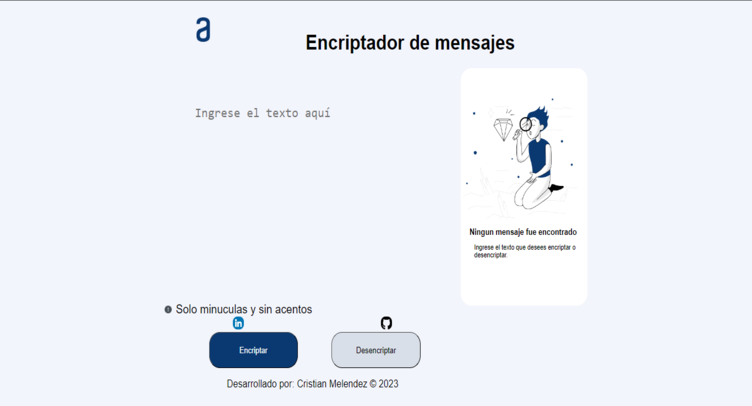 a
Encriptador de mensajes
Ingrese el texto aquí
Ningun mensaje fue encontrado
Ingrese el texto que desees encriptar o
desencriptar.
Solo minuculas y sin acentos
in
Encriptar
Desencriptar
Desarrollado por: Cristian Melendez © 2023